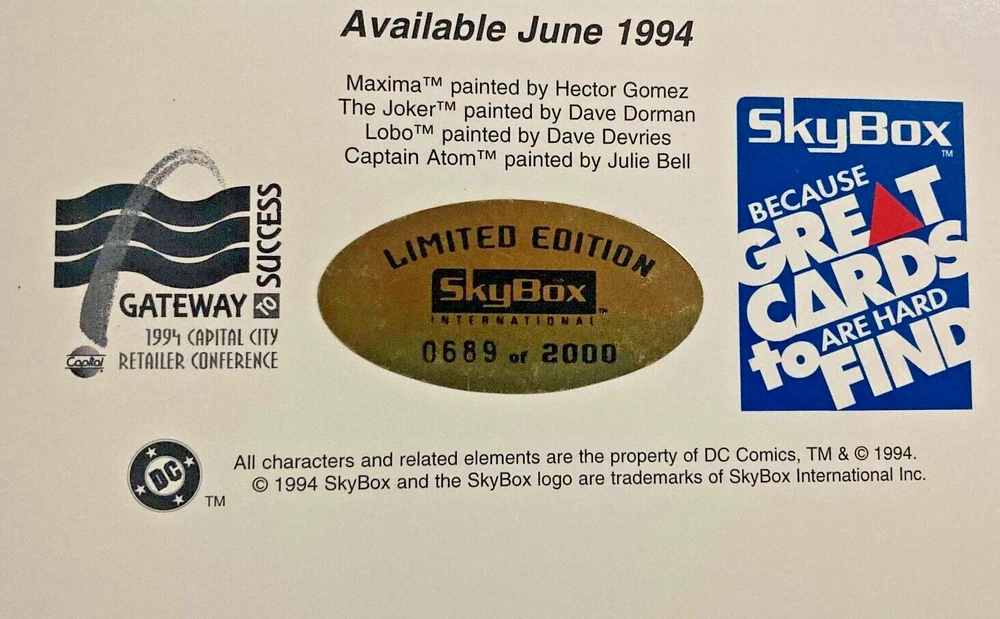 Available June 1994
Maxima™ painted by Hector Gomez
The Joker™ painted by Dave Dorman
Lobo™ painted by Dave Devries
Captain Atom™ painted by Julie Bell
GATEWAY TO SUCCESS
1994 CAPITAL CITY
RETAILER CONFERENCE
Capital
LIMITED EDITION
SkyBox™
INTERNATIONAL
0689 of 2000
SkyBox™
BECAUSE
GREAT
CARDS
ARE HARD
to FIND
DC
TM
All characters and related elements are the property of DC Comics, TM & © 1994.
© 1994 SkyBox and the SkyBox logo are trademarks of SkyBox International Inc.